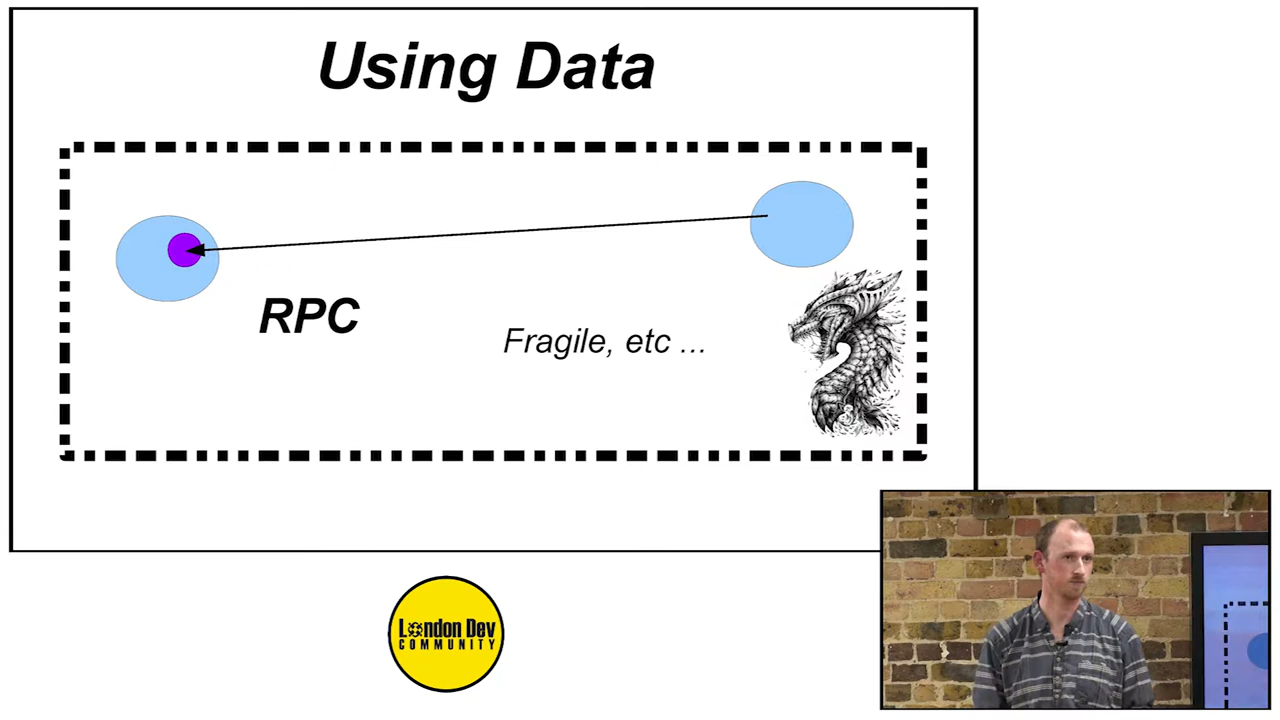 Using Data
RPC
Fragile, etc ...
London Dev
COMMUNITY